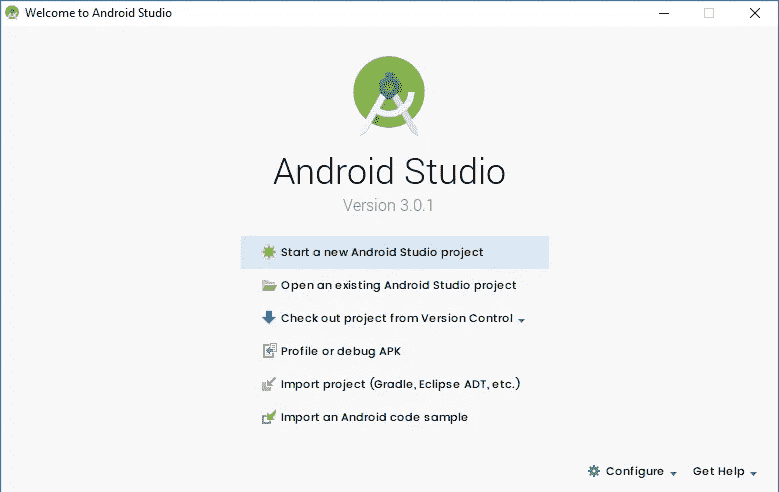 Welcome to Android Studio
Android Studio
Version 3.0.1
Start a new Android Studio project
Open an existing Android Studio project
Check out project from Version Control
Profile or debug APK
Import project (Gradle, Eclipse ADT, etc.)
Import an Android code sample
Configure Get Help